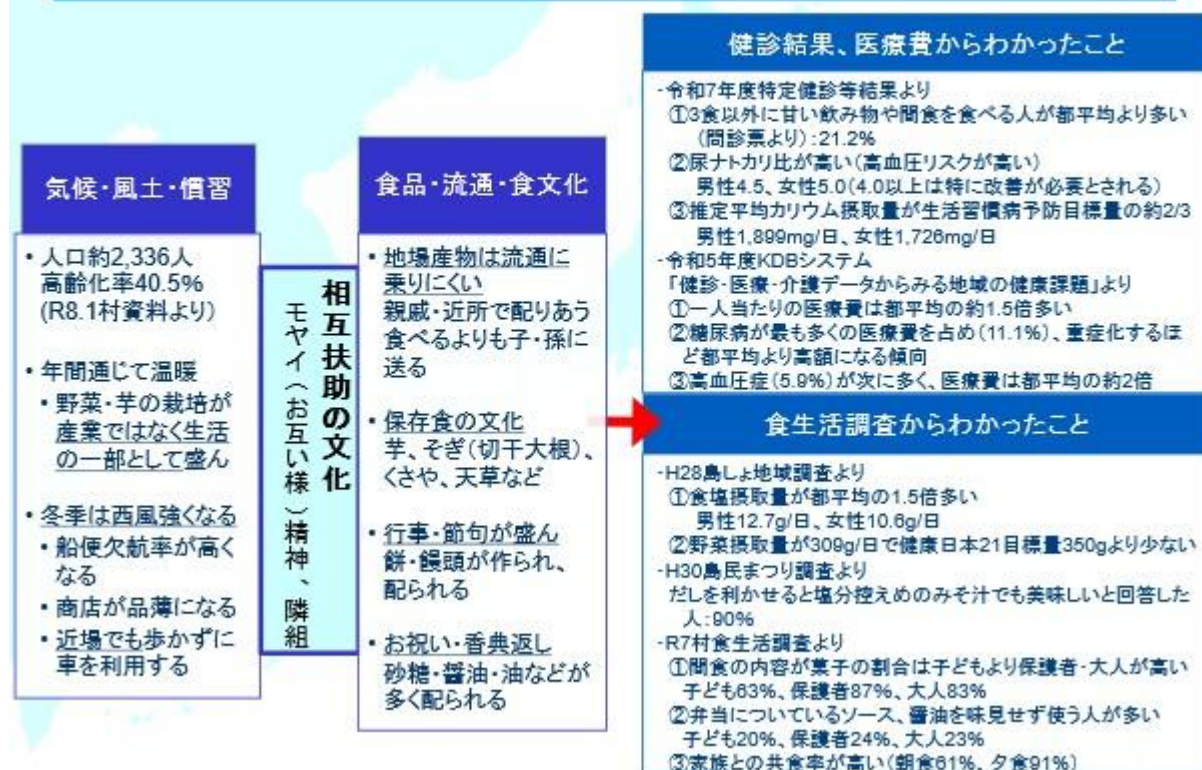 気候・風土・慣習
・人口約2,336人
高齢化率40.5%
(R8.1村資料より)
・年間通じて温暖
・野菜・芋の栽培が
産業ではなく生活
の一部として盛ん
・冬季は西風強くなる
・船便欠航率が高く
なる
・商店が品薄になる
・近場でも歩かずに
車を利用する
相互扶助の文化
モヤイ(お互い様)精神、隣組
食品・流通・食文化
・地場産物は流通に
乗りにくい
親戚・近所で配りあう
食べるよりも子・孫に
送る
・保存食の文化
芋、そぎ(切干大根)、
くさや、天草など
・行事・節句が盛ん
餅・饅頭が作られ、
配られる
・お祝い・香典返し
砂糖・醤油・油などが
多く配られる
健診結果、医療費からわかったこと
-令和7年度特定健診等結果より
①3食以外に甘い飲み物や間食を食べる人が都平均より多い
(問診票より):21.2%
②尿ナトカリ比が高い(高血圧リスクが高い)
男性4.5、女性5.0(4.0以上は特に改善が必要とされる)
③推定平均カリウム摂取量が生活習慣病予防目標量の約2/3
男性1,899mg/日、女性1,726mg/日
-令和5年度KDBシステム
「健診・医療・介護データからみる地域の健康課題」より
①一人当たりの医療費は都平均の約1.5倍多い
②糖尿病が最も多くの医療費を占め(11.1%)、重症化するほ
ど都平均より高額になる傾向
③高血圧症(5.9%)が次に多く、医療費は都平均の約2倍
食生活調査からわかったこと
-H28島しょ地域調査より
①食塩摂取量が都平均の1.5倍多い
男性12.7g/日、女性10.6g/日
②野菜摂取量が309g/日で健康日本21目標量350gより少ない
-H30島民まつり調査より
だしを利かせると塩分控えめのみそ汁でも美味しいと回答した
人:90%
-R7村食生活調査より
①間食の内容が菓子の割合は子どもより保護者・大人が高い
子ども63%、保護者87%、大人83%
②弁当についているソース、醤油を味見せず使う人が多い
子ども20%、保護者24%、大人23%
③家族との共食率が高い(朝食61%、夕食91%)